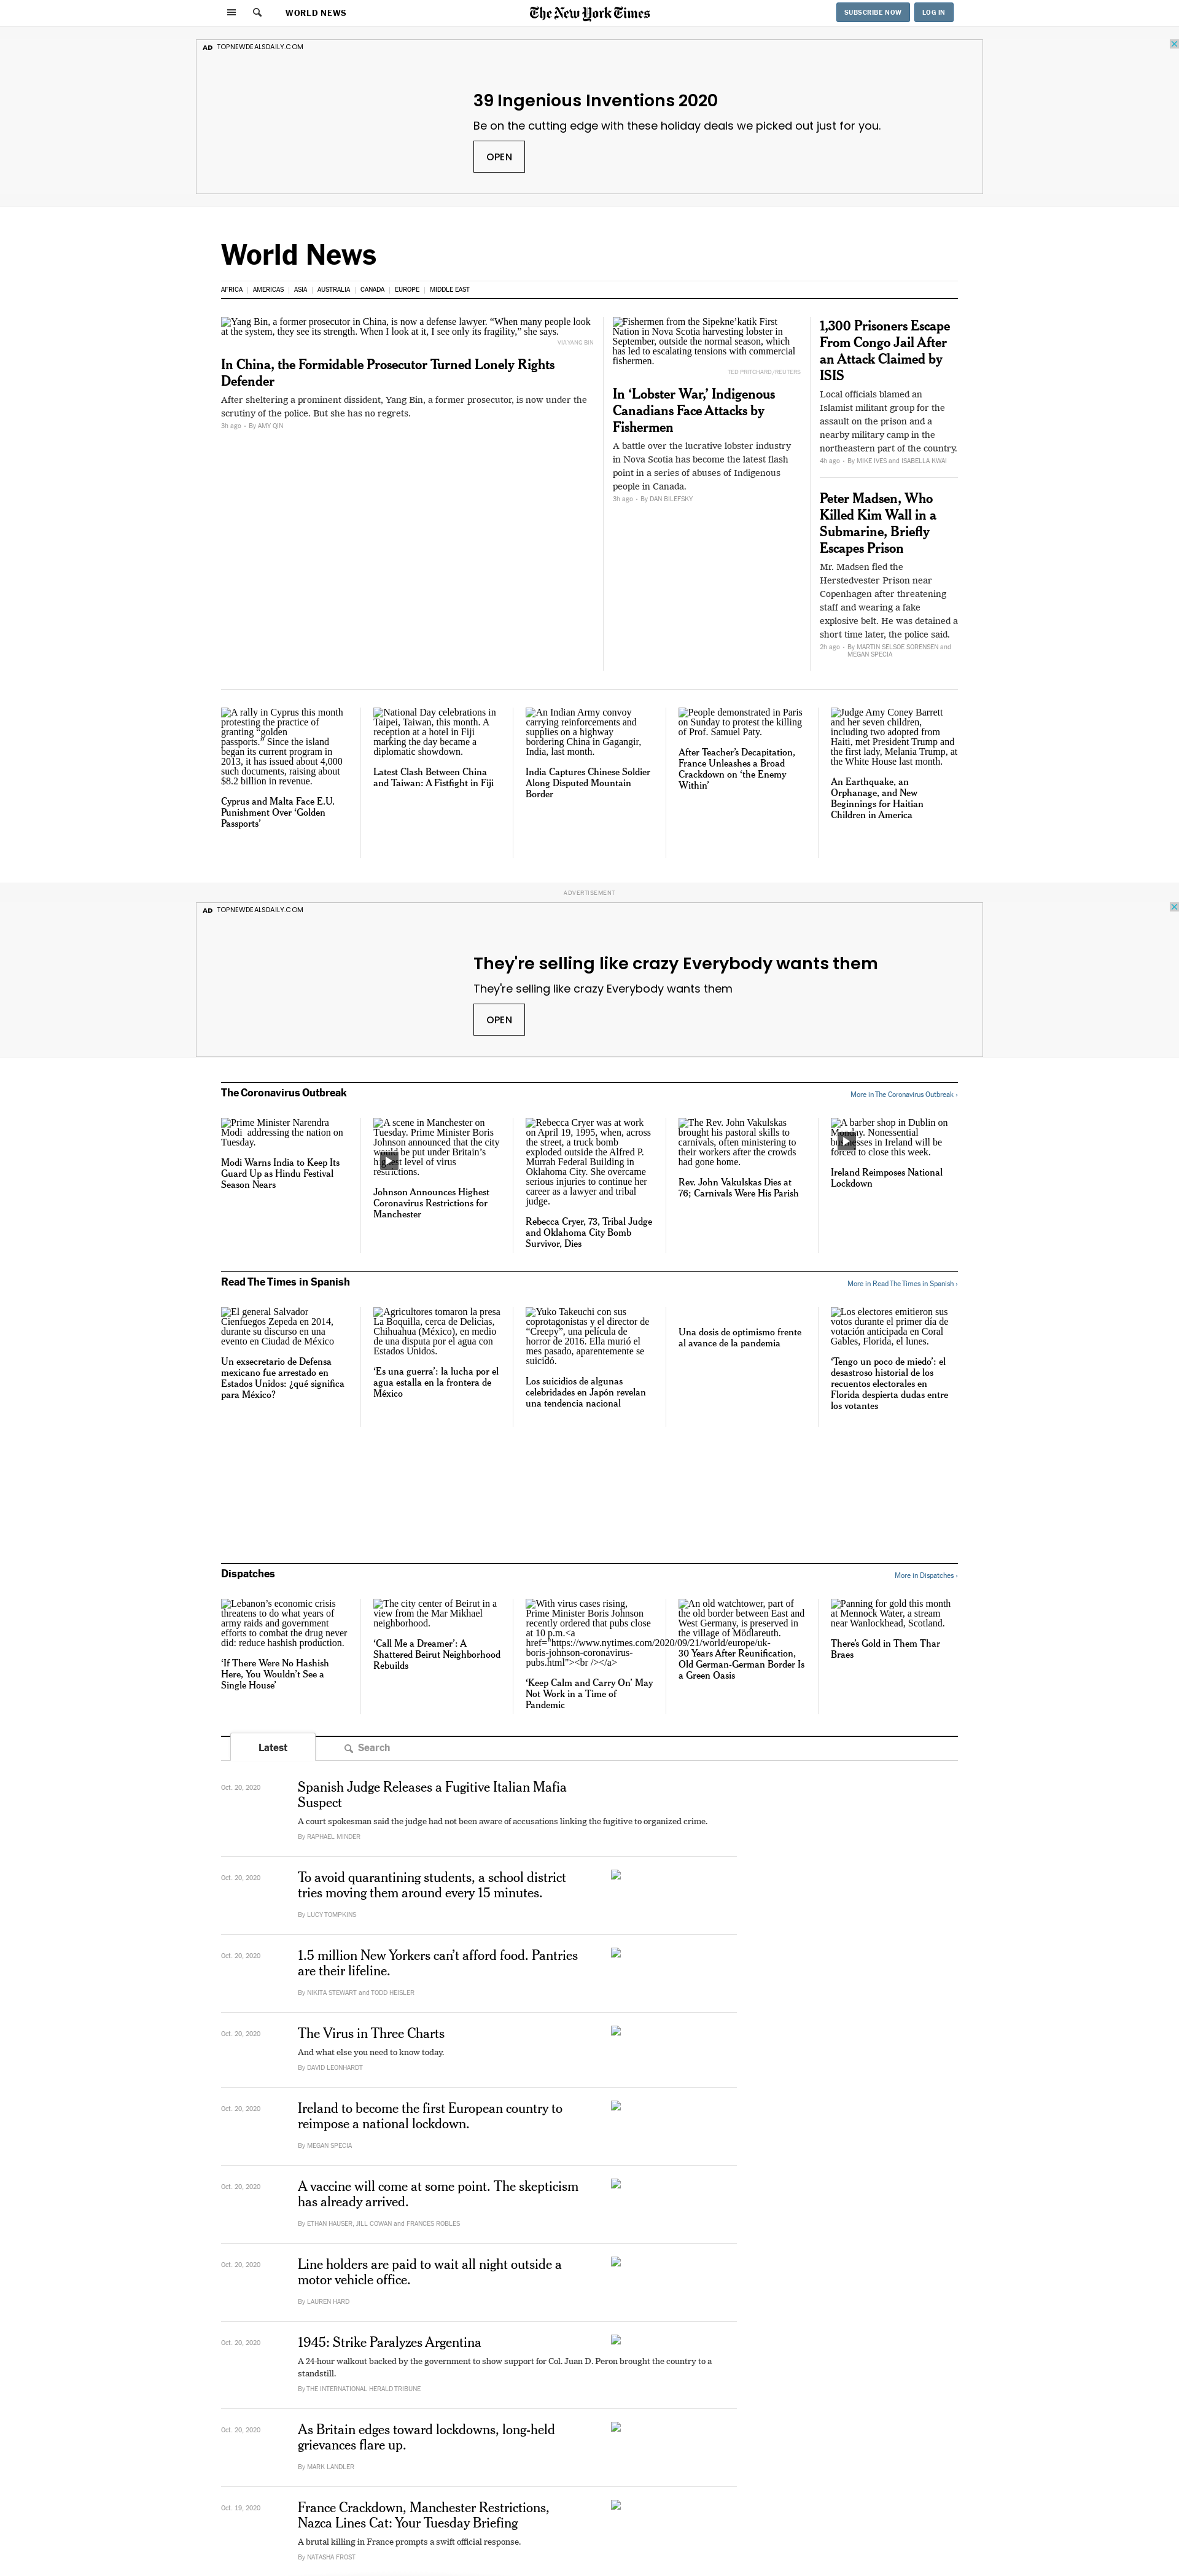 WORLD NEWS
The New York Times
SUBSCRIBE NOW
LOG IN
AD TOPNEWDEALSDAILY.COM
39 Ingenious Inventions 2020
Be on the cutting edge with these holiday deals we picked out just for you.
OPEN
World News
AFRICA | AMERICAS | ASIA | AUSTRALIA | CANADA | EUROPE | MIDDLE EAST
Yang Bin, a former prosecutor in China, is now a defense lawyer. “When many people look
at the system, they see its strength. When I look at it, I see only its fragility,” she says.
VIA YANG BIN
In China, the Formidable Prosecutor Turned Lonely Rights
Defender
After sheltering a prominent dissident, Yang Bin, a former prosecutor, is now under the
scrutiny of the police. But she has no regrets.
3h ago • By AMY QIN
Fishermen from the Sipekne’katik First
Nation in Nova Scotia harvesting lobster in
September, outside the normal season, which
has led to escalating tensions with commercial
fishermen.
TED PRITCHARD/REUTERS
In ‘Lobster War,’ Indigenous
Canadians Face Attacks by
Fishermen
A battle over the lucrative lobster industry
in Nova Scotia has become the latest flash
point in a series of abuses of Indigenous
people in Canada.
3h ago • By DAN BILEFSKY
1,300 Prisoners Escape
From Congo Jail After
an Attack Claimed by
ISIS
Local officials blamed an
Islamist militant group for the
assault on the prison and a
nearby military camp in the
northeastern part of the country.
4h ago • By MIKE IVES and ISABELLA KWAI
Peter Madsen, Who
Killed Kim Wall in a
Submarine, Briefly
Escapes Prison
Mr. Madsen fled the
Herstedvester Prison near
Copenhagen after threatening
staff and wearing a fake
explosive belt. He was detained a
short time later, the police said.
2h ago • By MARTIN SELSOE SORENSEN and
MEGAN SPECIA
A rally in Cyprus this month
protesting the practice of
granting “golden
passports.” Since the island
began its current program in
2013, it has issued about 4,000
such documents, raising about
$8.2 billion in revenue.
Cyprus and Malta Face E.U.
Punishment Over ‘Golden
Passports’
National Day celebrations in
Taipei, Taiwan, this month. A
reception at a hotel in Fiji
marking the day became a
diplomatic showdown.
Latest Clash Between China
and Taiwan: A Fistfight in Fiji
An Indian Army convoy
carrying reinforcements and
supplies on a highway
bordering China in Gagangir,
India, last month.
India Captures Chinese Soldier
Along Disputed Mountain
Border
People demonstrated in Paris
on Sunday to protest the killing
of Prof. Samuel Paty.
After Teacher’s Decapitation,
France Unleashes a Broad
Crackdown on ‘the Enemy
Within’
Judge Amy Coney Barrett
and her seven children,
including two adopted from
Haiti, met President Trump and
the first lady, Melania Trump, at
the White House last month.
An Earthquake, an
Orphanage, and New
Beginnings for Haitian
Children in America
ADVERTISEMENT
AD TOPNEWDEALSDAILY.COM
They're selling like crazy Everybody wants them
They're selling like crazy Everybody wants them
OPEN
The Coronavirus Outbreak
More in The Coronavirus Outbreak ›
Prime Minister Narendra
Modi addressing the nation on
Tuesday.
Modi Warns India to Keep Its
Guard Up as Hindu Festival
Season Nears
A scene in Manchester on
Tuesday. Prime Minister Boris
Johnson announced that the city
be put under Britain’s
level of virus
restrictions.
Johnson Announces Highest
Coronavirus Restrictions for
Manchester
Rebecca Cryer was at work
on April 19, 1995, when, across
the street, a truck bomb
exploded outside the Alfred P.
Murrah Federal Building in
Oklahoma City. She overcame
serious injuries to continue her
career as a lawyer and tribal
judge.
Rebecca Cryer, 73, Tribal Judge
and Oklahoma City Bomb
Survivor, Dies
The Rev. John Vakulskas
brought his pastoral skills to
carnivals, often ministering to
their workers after the crowds
had gone home.
Rev. John Vakulskas Dies at
76; Carnivals Were His Parish
A barber shop in Dublin on
Nonessential
in Ireland will be
forced to close this week.
Ireland Reimposes National
Lockdown
Read The Times in Spanish
More in Read The Times in Spanish ›
El general Salvador
Cienfuegos Zepeda en 2014,
durante su discurso en una
evento en Ciudad de México
Un exsecretario de Defensa
mexicano fue arrestado en
Estados Unidos: ¿qué significa
para México?
Agricultores tomaron la presa
La Boquilla, cerca de Delicias,
Chihuahua (México), en medio
de una disputa por el agua con
Estados Unidos.
‘Es una guerra’: la lucha por el
agua estalla en la frontera de
México
Yuko Takeuchi con sus
coprotagonistas y el director de
“Creepy”, una película de
horror de 2016. Ella murió el
mes pasado, aparentemente se
suicidó.
Los suicidios de algunas
celebridades en Japón revelan
una tendencia nacional
Una dosis de optimismo frente
al avance de la pandemia
Los electores emitieron sus
votos durante el primer día de
votación anticipada en Coral
Gables, Florida, el lunes.
‘Tengo un poco de miedo’: el
desastroso historial de los
recuentos electorales en
Florida despierta dudas entre
los votantes
Dispatches
More in Dispatches ›
Lebanon’s economic crisis
threatens to do what years of
army raids and government
efforts to combat the drug never
did: reduce hashish production.
‘If There Were No Hashish
Here, You Wouldn’t See a
Single House’
The city center of Beirut in a
view from the Mar Mikhael
neighborhood.
‘Call Me a Dreamer’: A
Shattered Beirut Neighborhood
Rebuilds
With virus cases rising,
Prime Minister Boris Johnson
recently ordered that pubs close
at 10 p.m.<a
href="https://www.nytimes.com/2020/09/21/world/europe/uk-
boris-johnson-coronavirus-
pubs.html"><br /></a>
‘Keep Calm and Carry On’ May
Not Work in a Time of
Pandemic
An old watchtower, part of
the old border between East and
West Germany, is preserved in
the village of Mödlareuth.
30 Years After Reunification,
Old German-German Border Is
a Green Oasis
Panning for gold this month
at Mennock Water, a stream
near Wanlockhead, Scotland.
There’s Gold in Them Thar
Braes
Latest
Search
Oct. 20, 2020
Spanish Judge Releases a Fugitive Italian Mafia
Suspect
A court spokesman said the judge had not been aware of accusations linking the fugitive to organized crime.
By RAPHAEL MINDER
Oct. 20, 2020
To avoid quarantining students, a school district
tries moving them around every 15 minutes.
By LUCY TOMPKINS
Oct. 20, 2020
1.5 million New Yorkers can’t afford food. Pantries
are their lifeline.
By NIKITA STEWART and TODD HEISLER
Oct. 20, 2020
The Virus in Three Charts
And what else you need to know today.
By DAVID LEONHARDT
Oct. 20, 2020
Ireland to become the first European country to
reimpose a national lockdown.
By MEGAN SPECIA
Oct. 20, 2020
A vaccine will come at some point. The skepticism
has already arrived.
By ETHAN HAUSER, JILL COWAN and FRANCES ROBLES
Oct. 20, 2020
Line holders are paid to wait all night outside a
motor vehicle office.
By LAUREN HARD
Oct. 20, 2020
1945: Strike Paralyzes Argentina
A 24-hour walkout backed by the government to show support for Col. Juan D. Peron brought the country to a
standstill.
By THE INTERNATIONAL HERALD TRIBUNE
Oct. 20, 2020
As Britain edges toward lockdowns, long-held
grievances flare up.
By MARK LANDLER
Oct. 19, 2020
France Crackdown, Manchester Restrictions,
Nazca Lines Cat: Your Tuesday Briefing
A brutal killing in France prompts a swift official response.
By NATASHA FROST